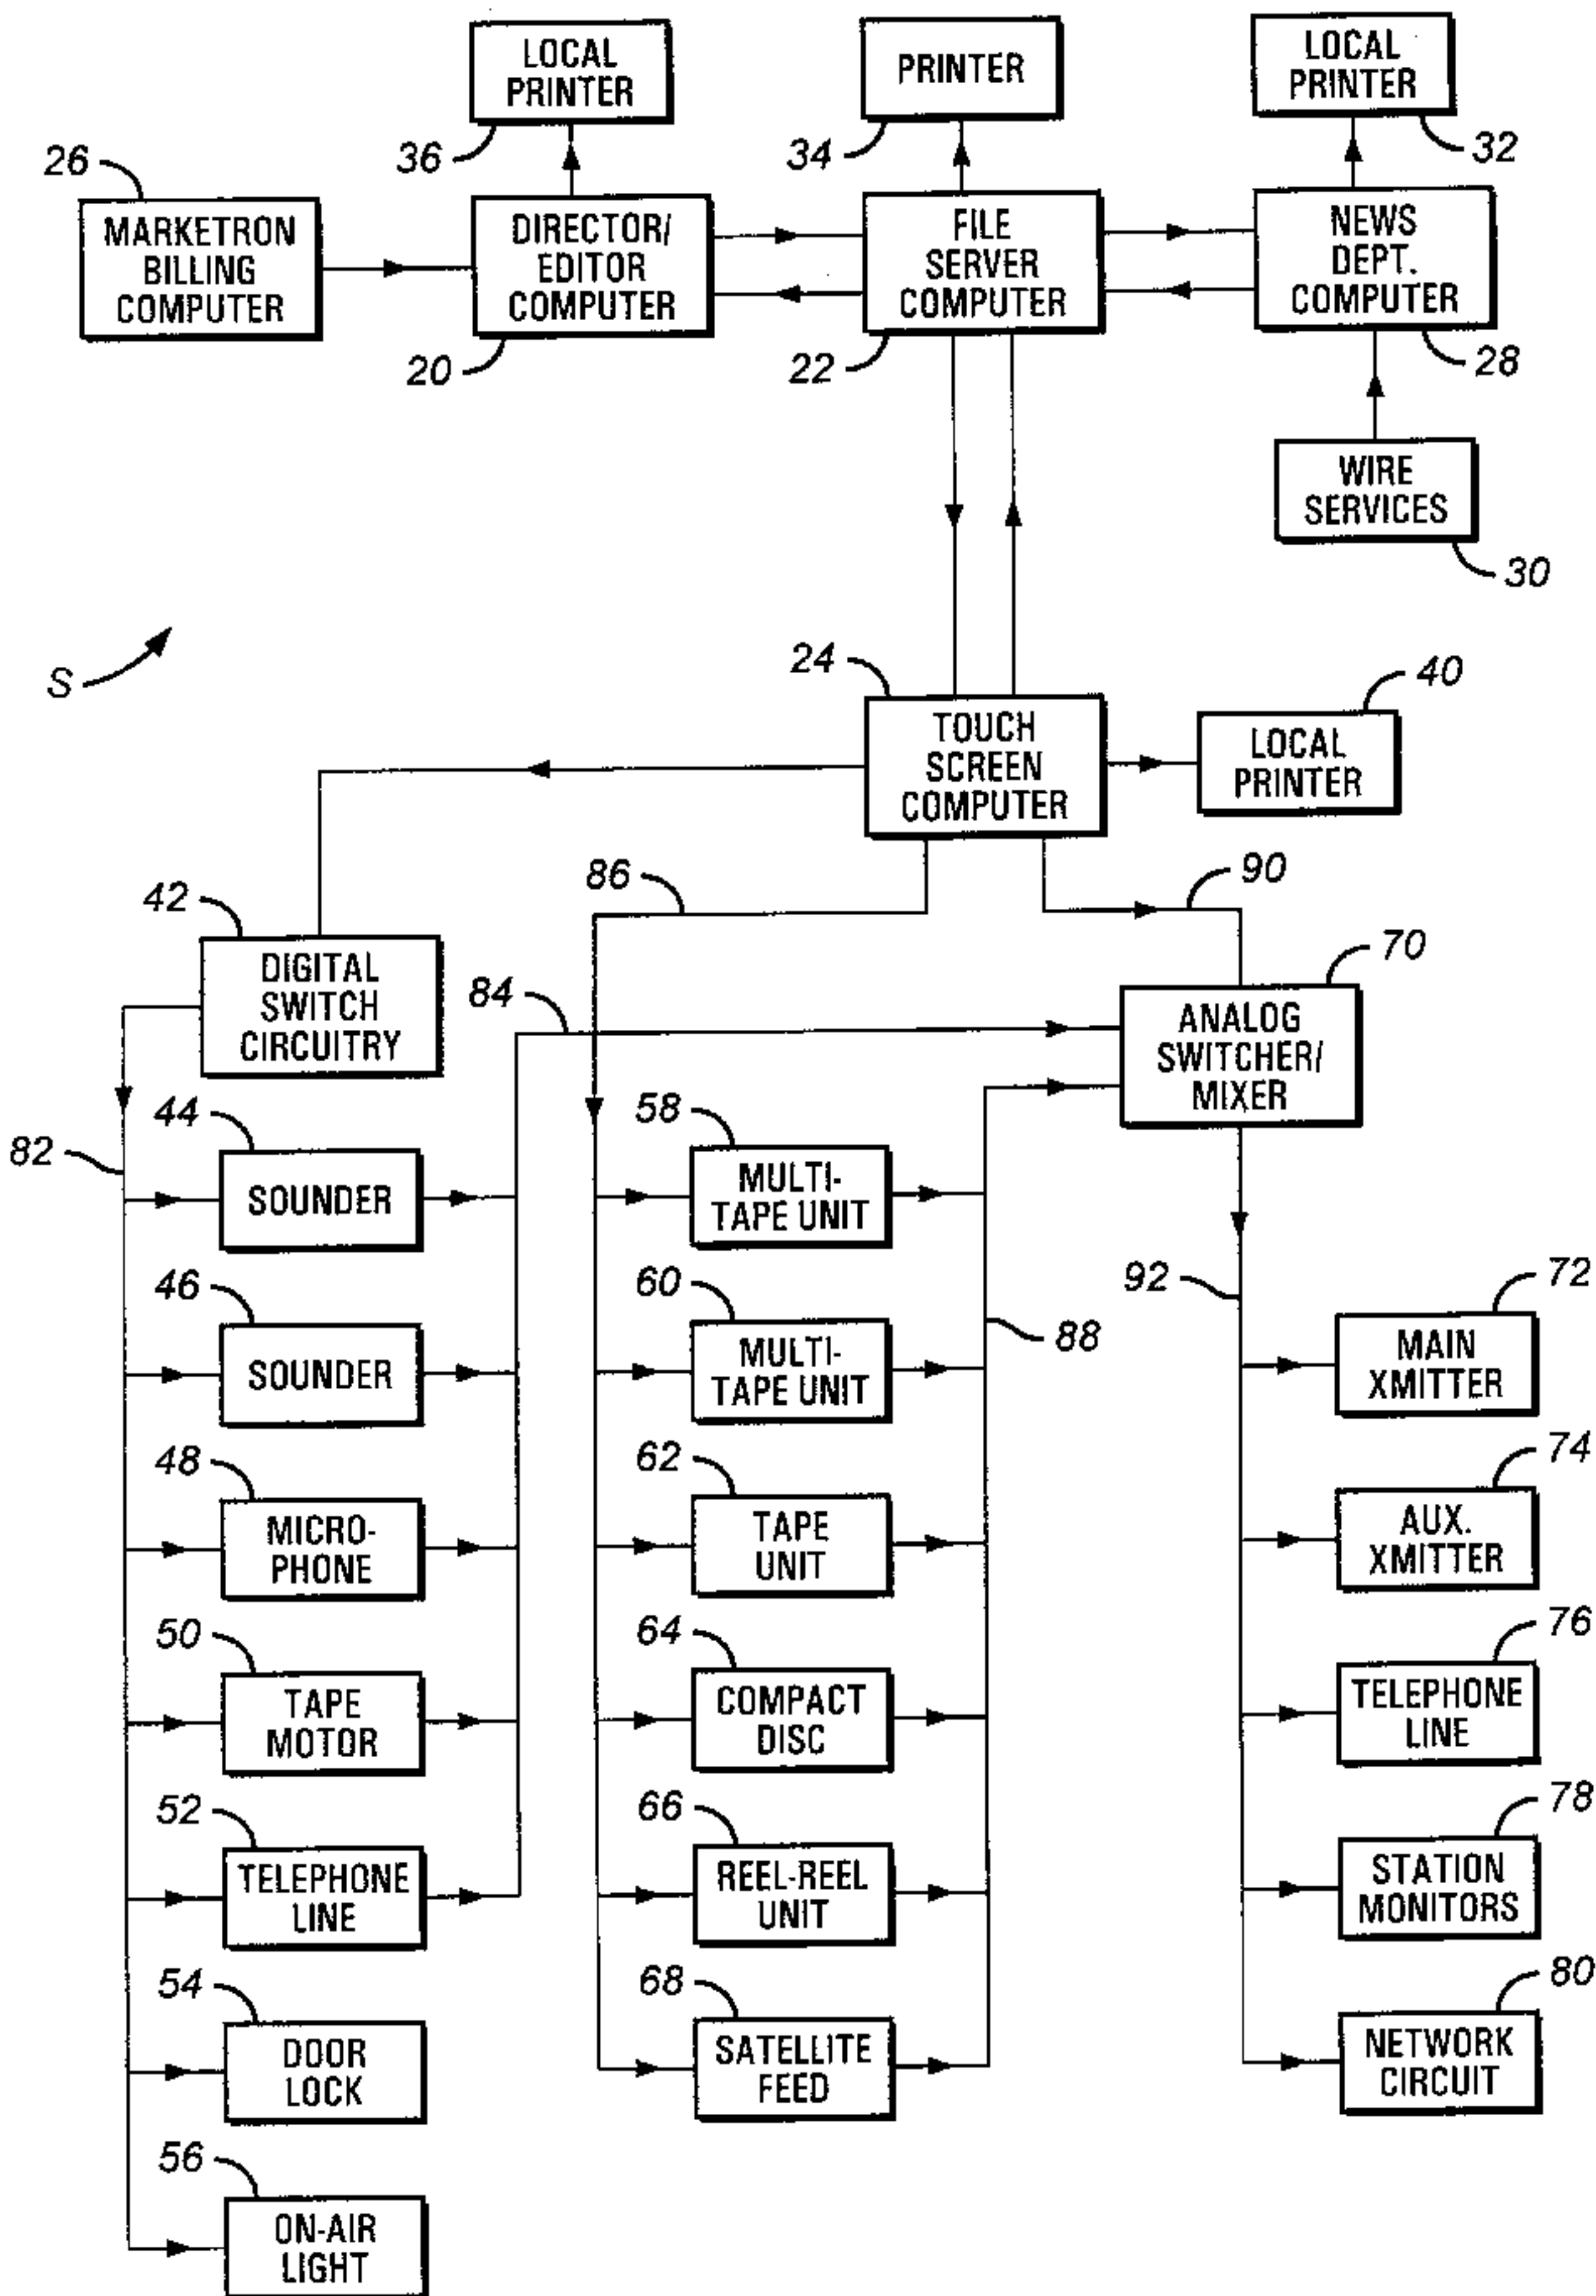 LOCAL
PRINTER
36
PRINTER
34
LOCAL
PRINTER
32
26
MARKETRON
BILLING
COMPUTER
DIRECTOR/
EDITOR
COMPUTER
20
FILE
SERVER
COMPUTER
22
NEWS
DEPT.
COMPUTER
28
WIRE
SERVICES
30
S
24
TOUCH
SCREEN
COMPUTER
40
LOCAL
PRINTER
42
DIGITAL
SWITCH
CIRCUITRY
86
90
84
70
ANALOG
SWITCHER/
MIXER
82
44
SOUNDER
46
SOUNDER
48
MICRO-
PHONE
50
TAPE
MOTOR
52
TELEPHONE
LINE
54
DOOR
LOCK
56
ON-AIR
LIGHT
58
MULTI-
TAPE UNIT
60
MULTI-
TAPE UNIT
88
62
TAPE
UNIT
64
COMPACT
DISC
66
REEL-REEL
UNIT
68
SATELLITE
FEED
92
72
MAIN
XMITTER
74
AUX.
XMITTER
76
TELEPHONE
LINE
78
STATION
MONITORS
80
NETWORK
CIRCUIT